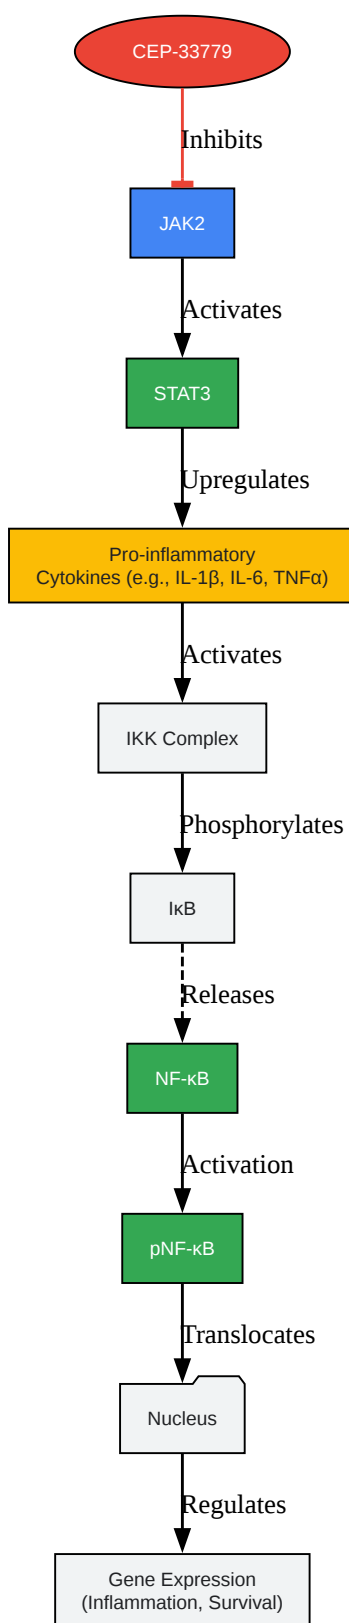 CEP-33779
Inhibits
JAK2
Activates
STAT3
Upregulates
Pro-inflammatory
Cytokines (e.g., IL-1β, IL-6, TNFα)
Activates
IKK Complex
Phosphorylates
IκB
Releases
NF-κB
Activation
pNF-κB
Translocates
Nucleus
Regulates
Gene Expression
(Inflammation, Survival)